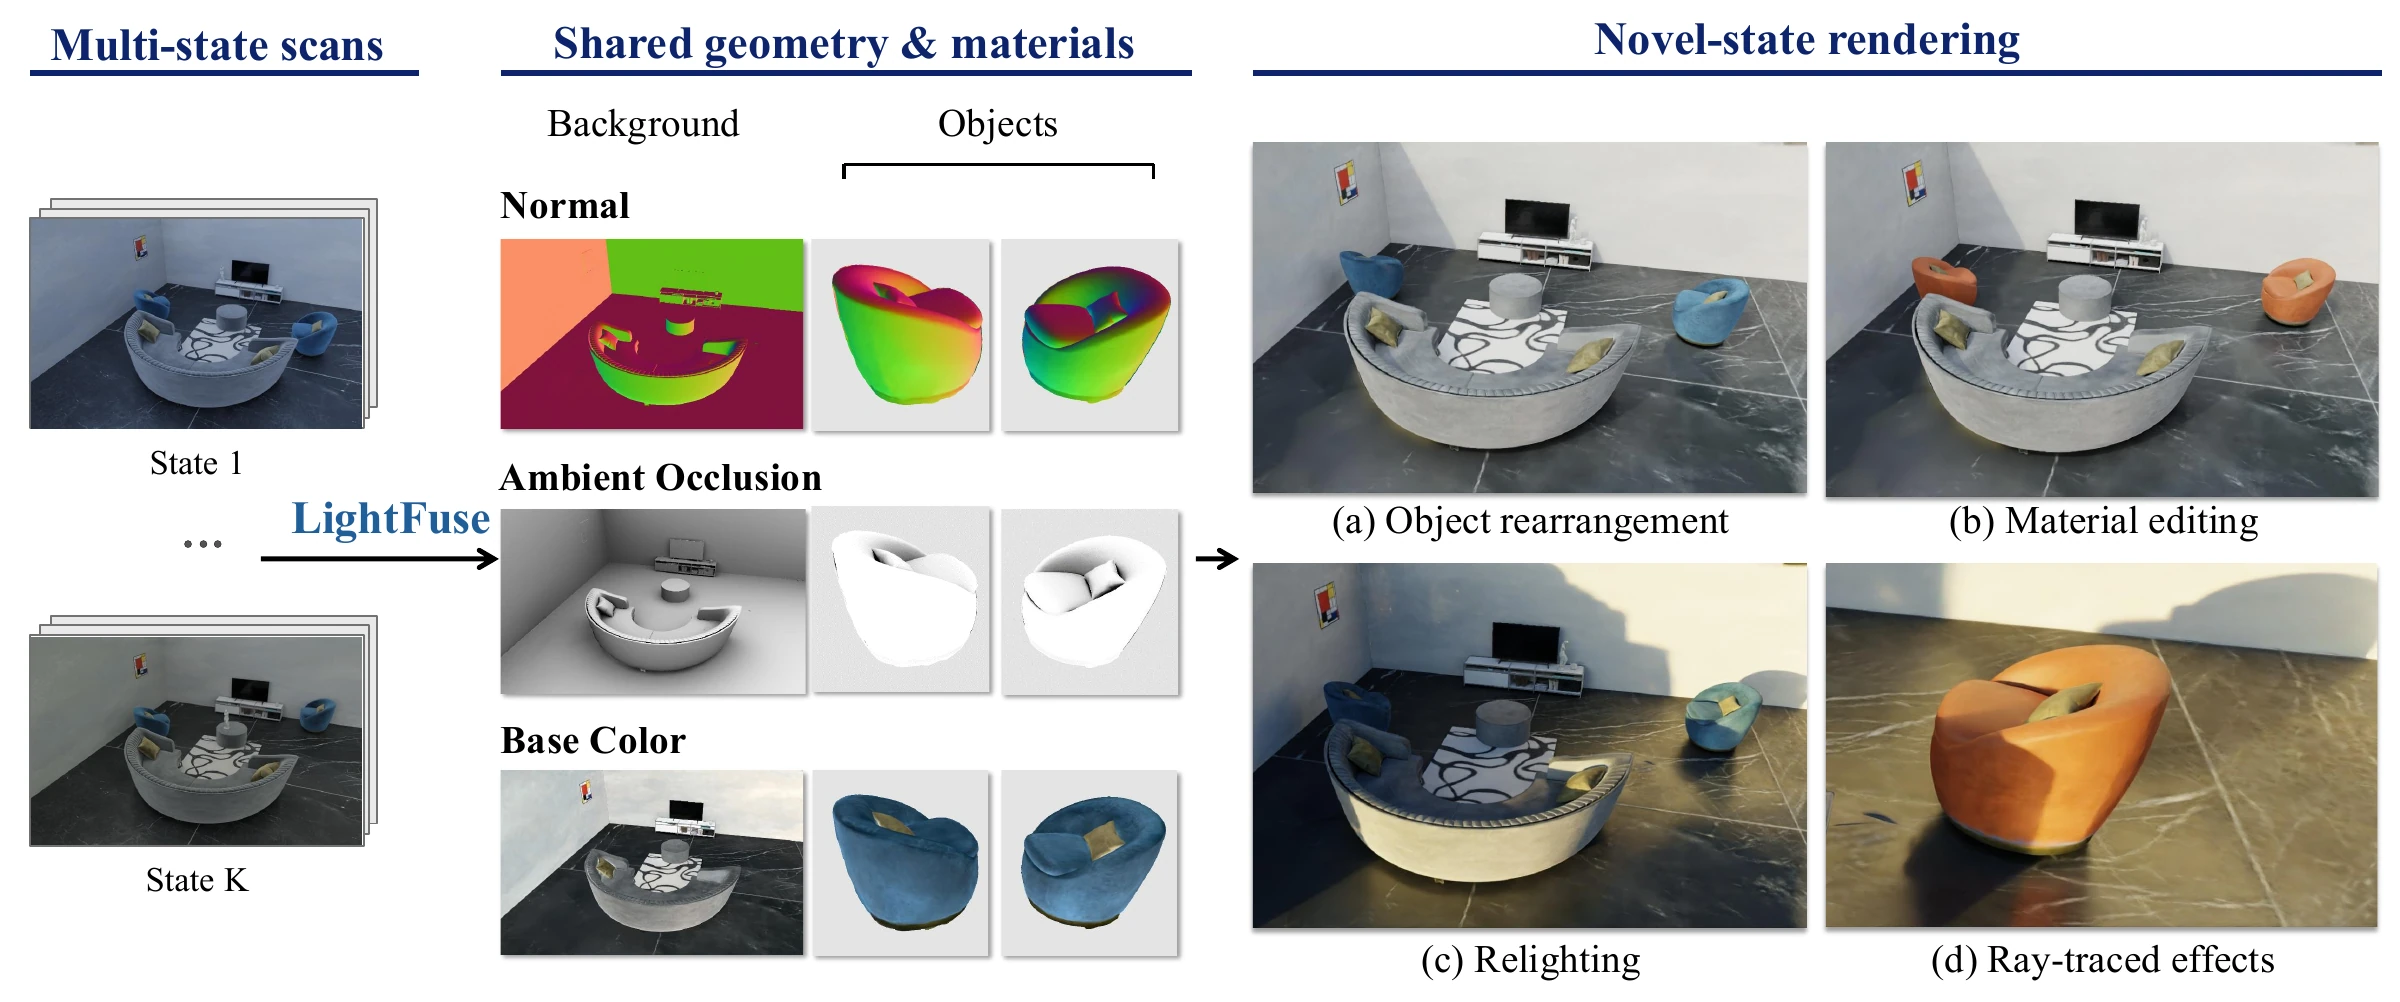 Multi-state scans
Shared geometry & materials
Novel-state rendering
Background
Objects
Normal
State 1
Ambient Occlusion
LightFuse
...
(a) Object rearrangement
(b) Material editing
Base Color
State K
(c) Relighting
(d) Ray-traced effects